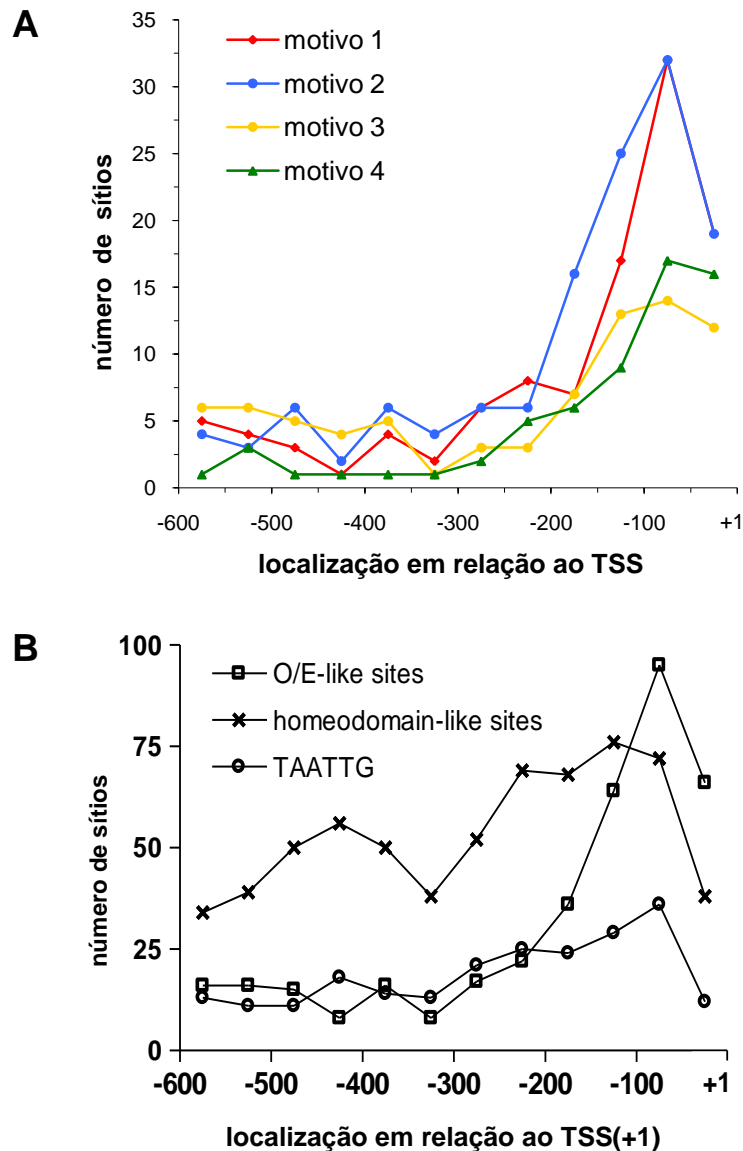 A
35
30
25
20
15
10
5
0
motivo 1
motivo 2
motivo 3
motivo 4
número de sítios
-600 -500 -400 -300 -200 -100 +1
localização em relação ao TSS
B
100
75
50
25
0
O/E-like sites
homeodomain-like sites
TAATTG
número de sítios
-600 -500 -400 -300 -200 -100 +1
localização em relação ao TSS(+1)